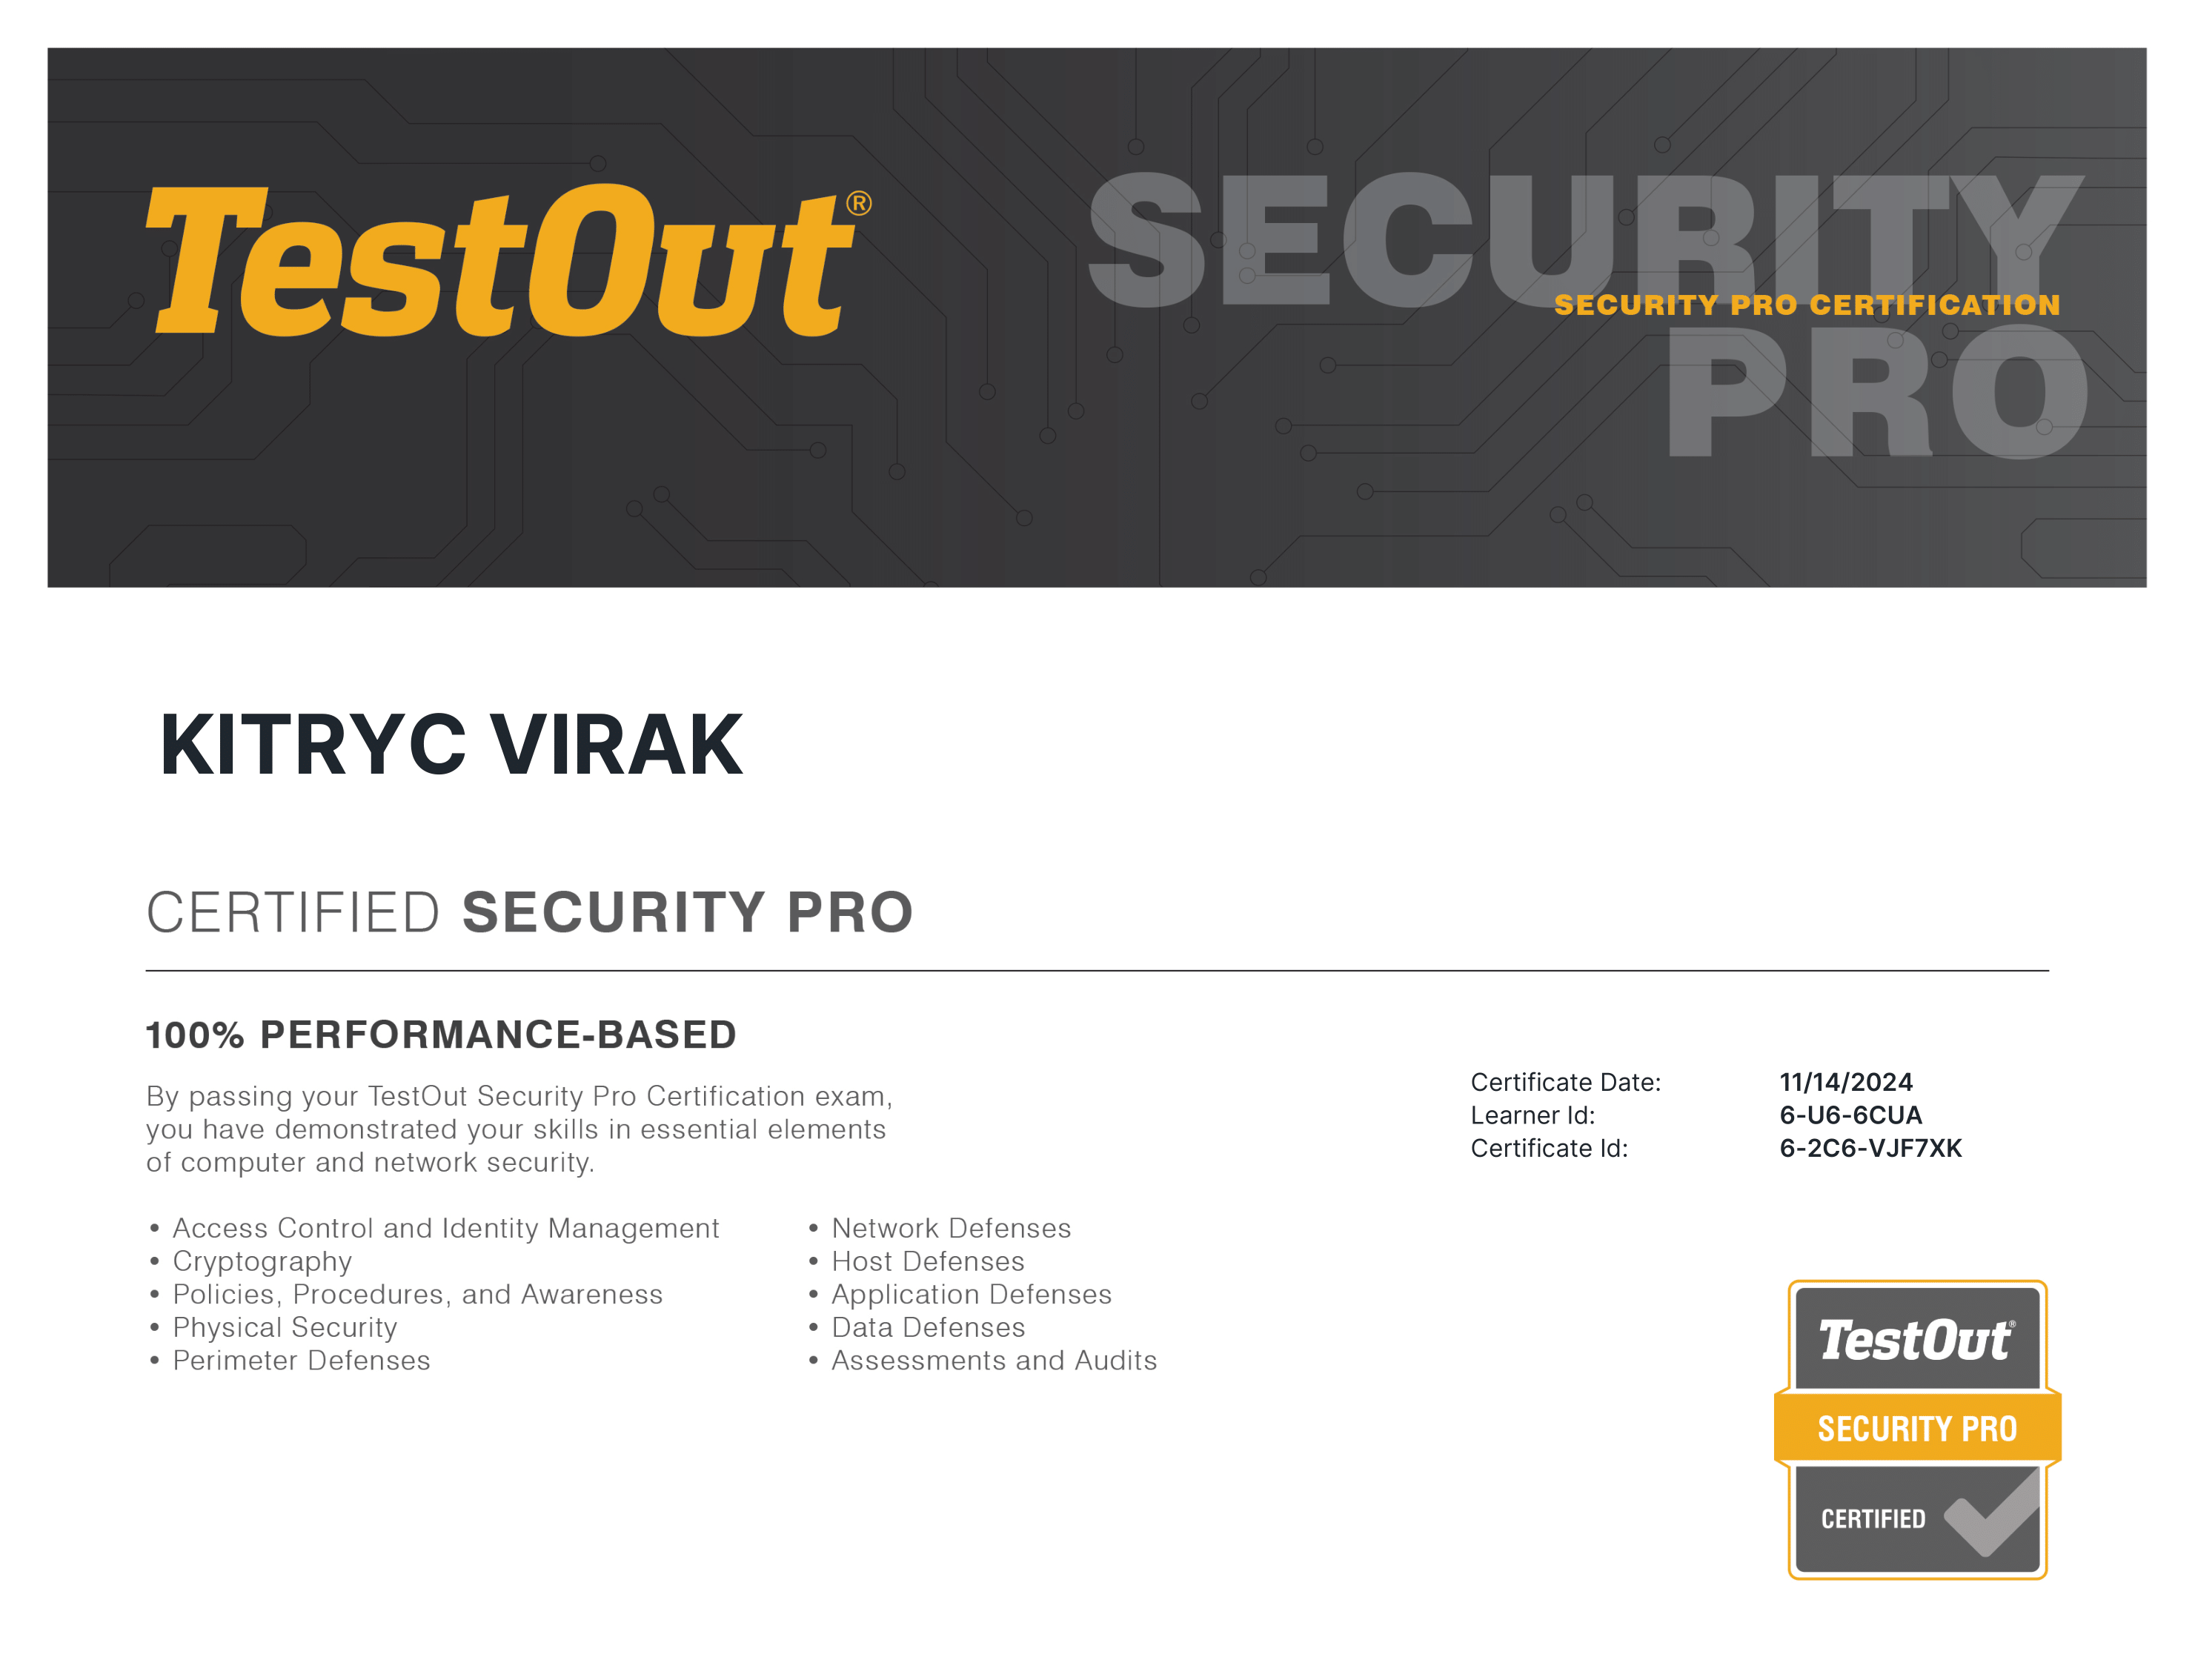 TestOut®
SECURITY
SECURITY PRO CERTIFICATION
PRO
KITRYC VIRAK
CERTIFIED SECURITY PRO
100% PERFORMANCE-BASED
By passing your TestOut Security Pro Certification exam,
you have demonstrated your skills in essential elements
of computer and network security.
• Access Control and Identity Management
• Cryptography
• Policies, Procedures, and Awareness
• Physical Security
• Perimeter Defenses
• Network Defenses
• Host Defenses
• Application Defenses
• Data Defenses
• Assessments and Audits
Certificate Date: 11/14/2024
Learner Id: 6-U6-6CUA
Certificate Id: 6-2C6-VJF7XK
TestOut®
SECURITY PRO
CERTIFIED